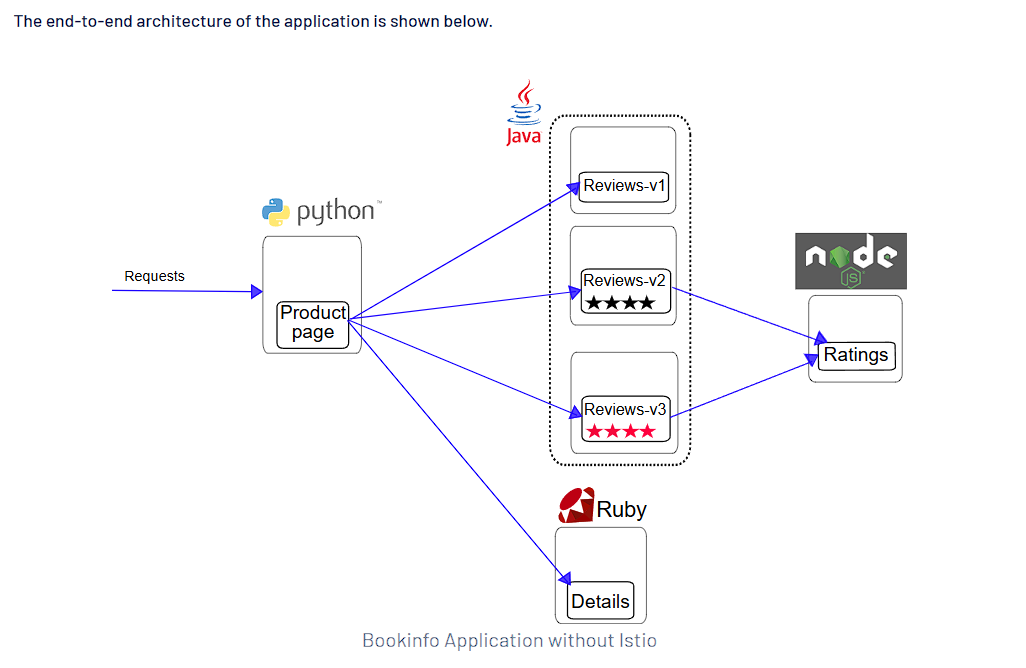 The end-to-end architecture of the application is shown below.
Java
Reviews-v1
python™
node
JS
Requests
Reviews-v2
Product
page
Ratings
Reviews-v3
Ruby
Details
Bookinfo Application without Istio